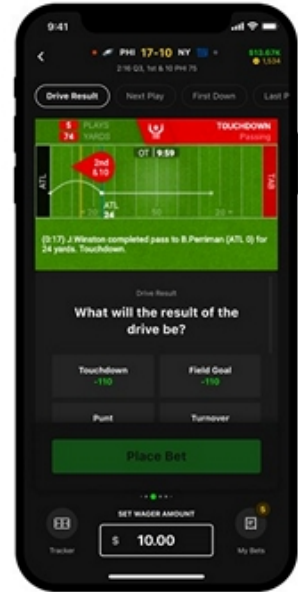 9:41
PHI 17-10 NY
$13.67K
2:16 Q3, 1st & 10 PHI 75
1,534
Drive Result
Next Play
First Down
Last P
5 PLAYS
74 YARDS
TOUCHDOWN
Passing
OT 9:59
2nd
&10
ATL
TAB
ATL
24
20
50
20
(0:17) J.Winston completed pass to B.Perriman (ATL 0) for
24 yards. Touchdown.
Drive Result
What will the result of the
drive be?
Touchdown
-110
Field Goal
-110
Punt
Turnover
Place Bet
SET WAGER AMOUNT
$ 10.00
Tracker
5
My Bets